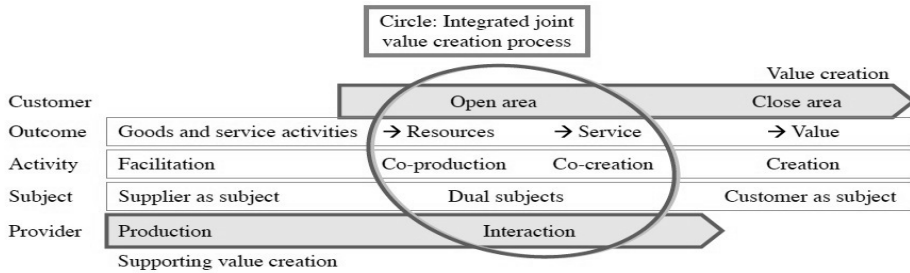 Circle: Integrated joint
value creation process
Value creation
Customer Open area Close area
Outcome Goods and service activities → Resources → Service → Value
Activity Facilitation Co-production Co-creation Creation
Subject Supplier as subject Dual subjects Customer as subject
Provider Production Interaction
Supporting value creation